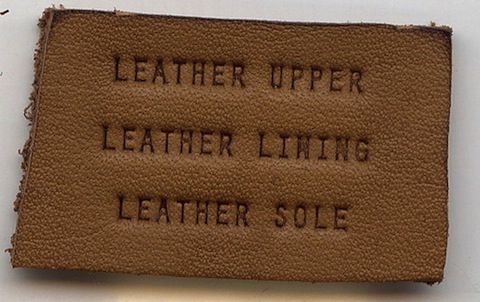 LEATHER UPPER
LEATHER LINING
LEATHER SOLE